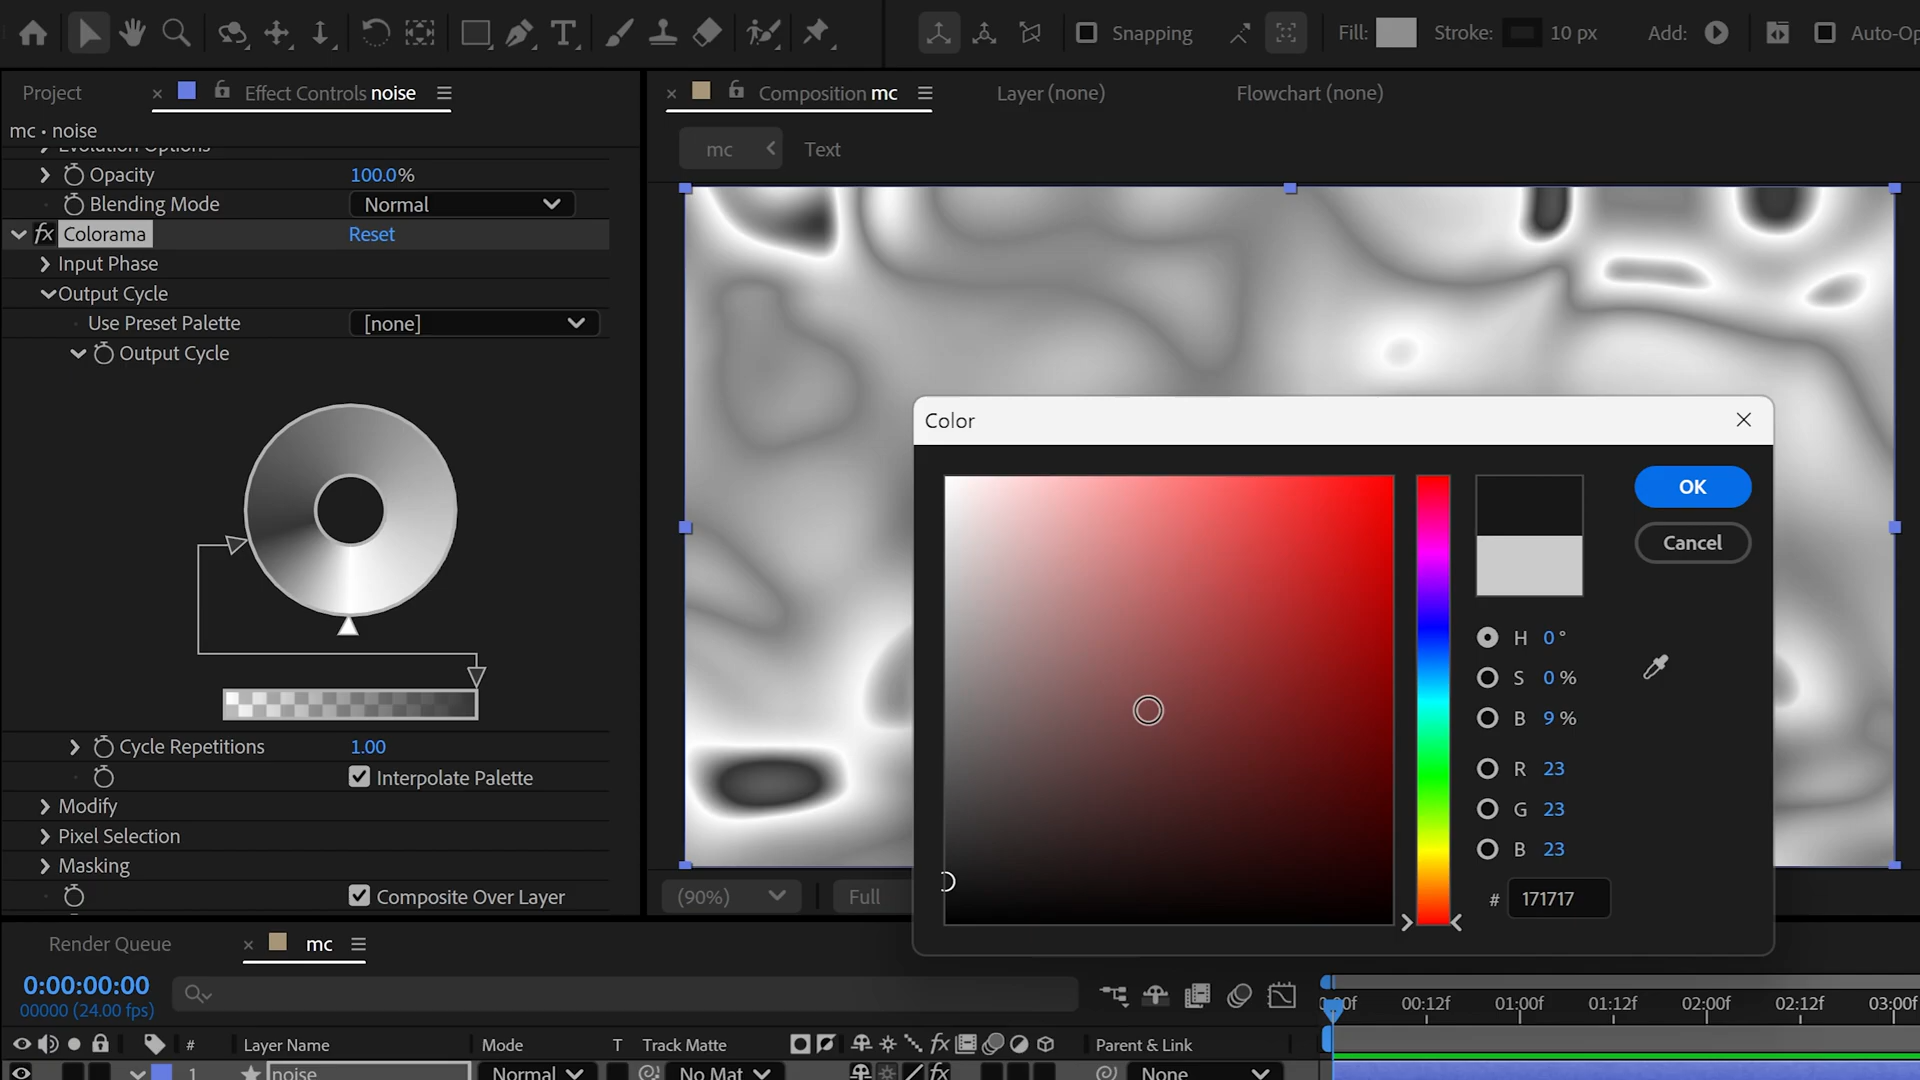 Snapping
Fill:
Stroke:
10 px
Add:
Project
Effect Controls noise
Composition mc
Layer (none)
Flowchart (none)
mc • noise
mc
Text
Evolution Options
Opacity
100.0%
Blending Mode
Normal
fx Colorama
Reset
Input Phase
Output Cycle
Use Preset Palette
[none]
Output Cycle
Color
OK
Cancel
H 0°
S 0%
B 9%
R 23
G 23
B 23
# 171717
Cycle Repetitions
1.00
Interpolate Palette
Modify
Pixel Selection
Masking
Composite Over Layer
(90%)
Full
Render Queue
mc
0:00:00:00
00000 (24.00 fps)
00:12f
01:00f
01:12f
02:00f
02:12f
03:00f
#
Layer Name
Mode
T
Track Matte
fx
Parent & Link
1
noise
Normal
No Mat
fx
None